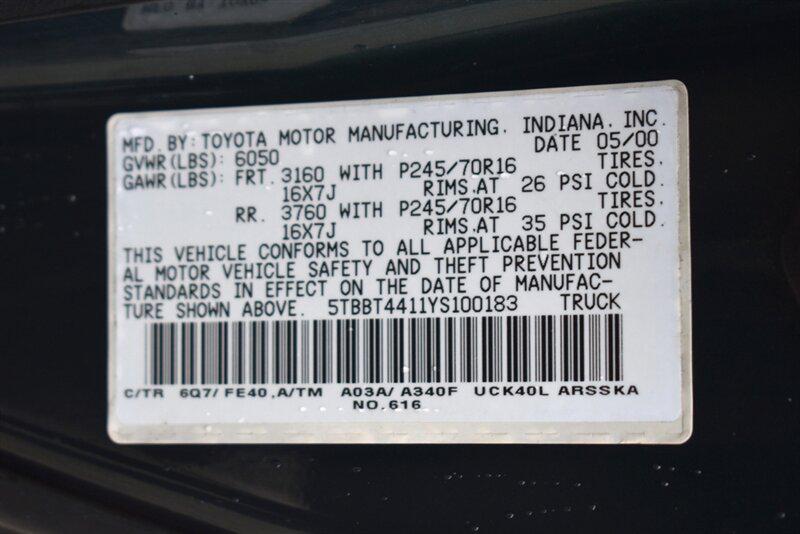 MFD. BY: TOYOTA MOTOR MANUFACTURING, INDIANA, INC.
GVWR(LBS): 6050 DATE 05/00
GAWR(LBS): FRT. 3160 WITH P245/70R16 TIRES,
16X7J RIMS,AT 26 PSI COLD.
RR. 3760 WITH P245/70R16 TIRES,
16X7J RIMS,AT 35 PSI COLD.
THIS VEHICLE CONFORMS TO ALL APPLICABLE FEDER-
AL MOTOR VEHICLE SAFETY AND THEFT PREVENTION
STANDARDS IN EFFECT ON THE DATE OF MANUFAC-
TURE SHOWN ABOVE. 5TBBT4411YS100183 TRUCK
C/TR 6Q7/ FE40 ,A/TM A03A/ A340F UCK40L ARSSKA
NO.616